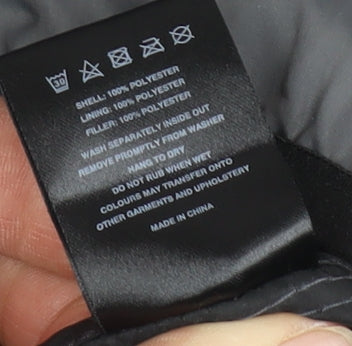 30
SHELL: 100% POLYESTER
LINING: 100% POLYESTER
FILLER: 100% POLYESTER
WASH SEPARATELY INSIDE OUT
REMOVE PROMPTLY FROM WASHER
HANG TO DRY
DO NOT RUB WHEN WET
COLOURS MAY TRANSFER ONTO
OTHER GARMENTS AND UPHOLSTERY
MADE IN CHINA